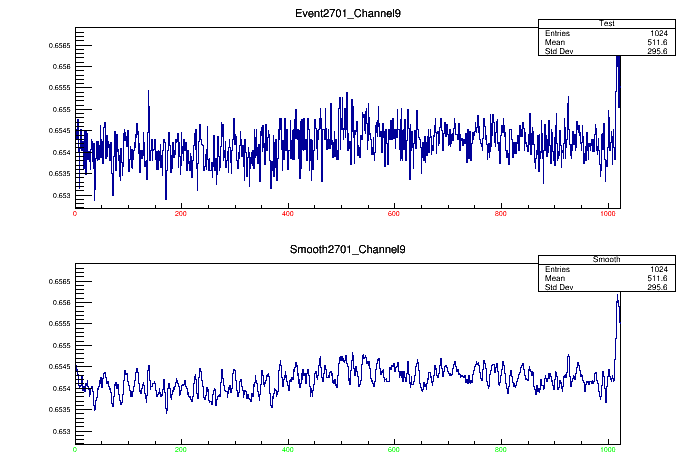 Event2701_Channel9
Test
Entries 1024
Mean 511.6
Std Dev 295.6
0.6565
0.656
0.6555
0.655
0.6545
0.654
0.6535
0.653
0 200 400 600 800 1000
Smooth2701_Channel9
Smooth
Entries 1024
Mean 511.6
Std Dev 295.6
0.6565
0.656
0.6555
0.655
0.6545
0.654
0.6535
0.653
0 200 400 600 800 1000